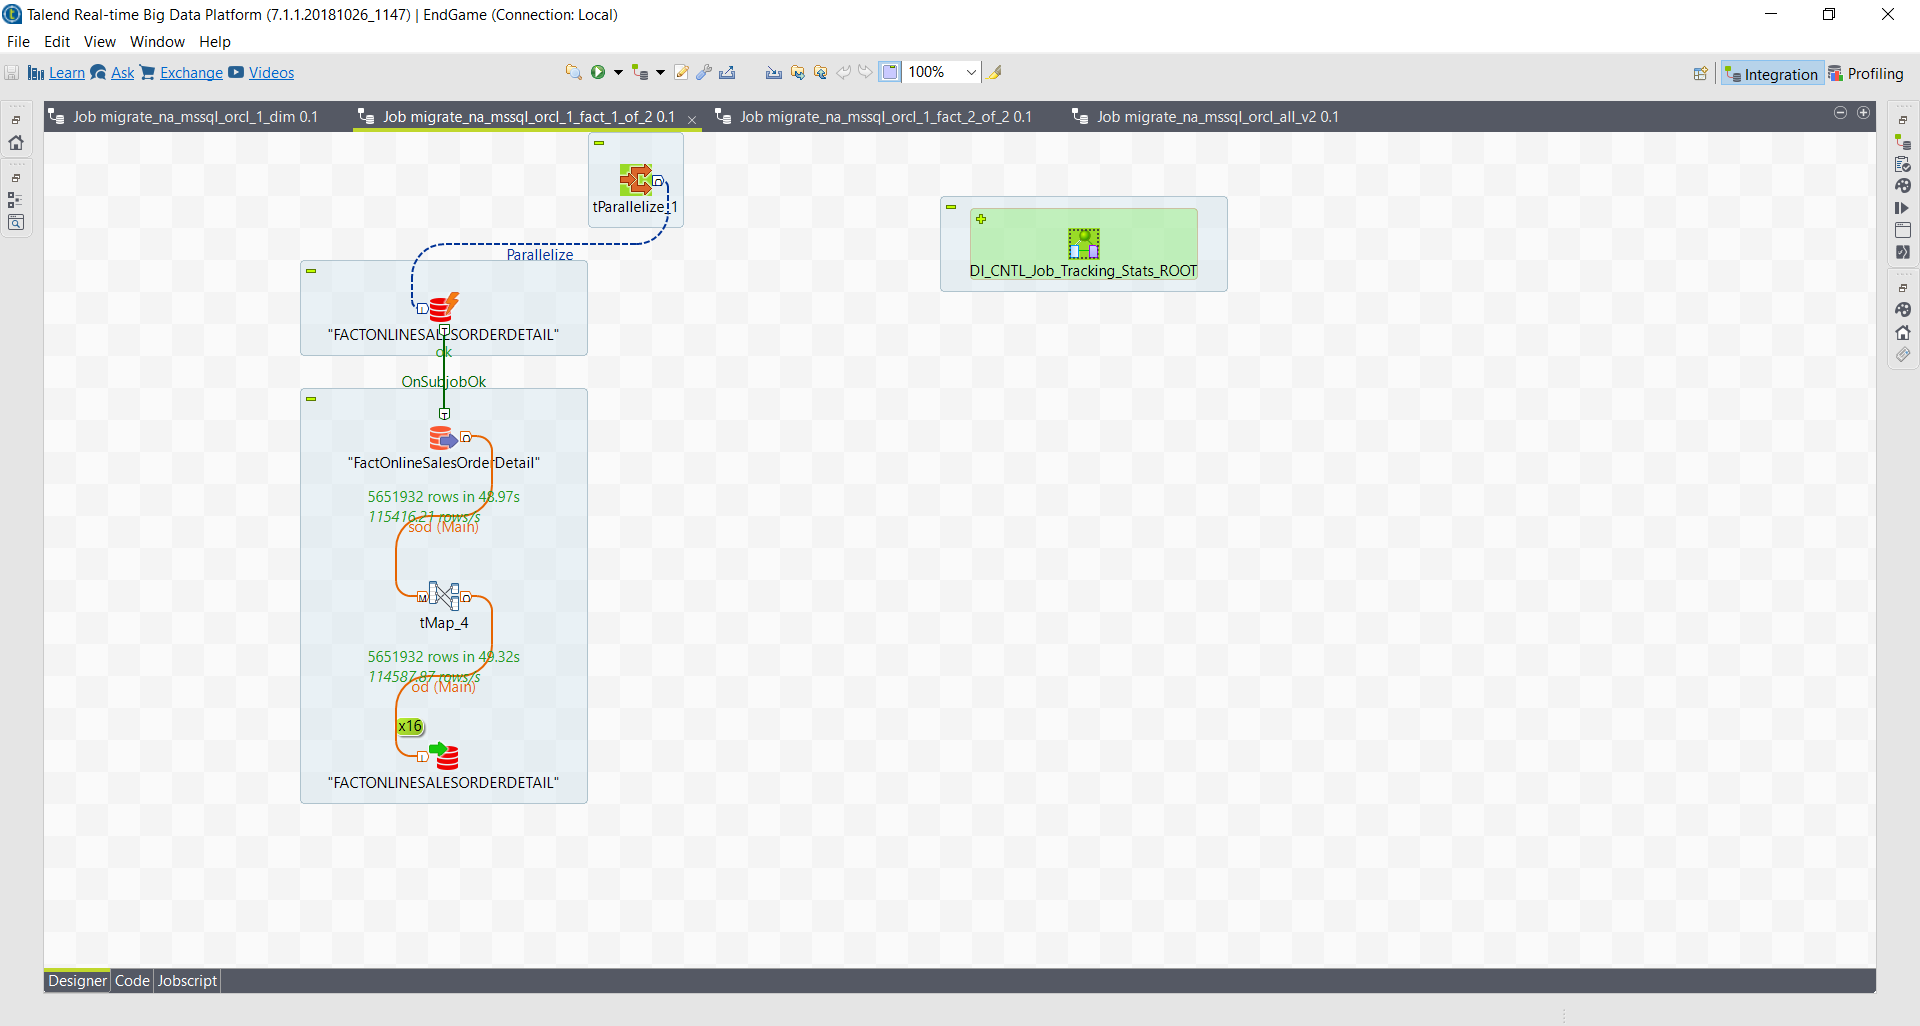 Talend Real-time Big Data Platform (7.1.1.20181026_1147) | EndGame (Connection: Local)
File Edit View Window Help
Learn Ask Exchange Videos 100% Integration Profiling
Job migrate_na_mssql_orcl_1_dim 0.1 Job migrate_na_mssql_orcl_1_fact_1_of_2 0.1 Job migrate_na_mssql_orcl_1_fact_2_of_2 0.1 Job migrate_na_mssql_orcl_all_v2 0.1
tParallelize_1
Parallelize
DI_CNTL_Job_Tracking_Stats_ROOT
"FACTONLINESALESORDERDETAIL"
ok
OnSubjobOk
"FactOnlineSalesOrderDetail"
5651932 rows in 48.97s
115416.21 rows/s
sod (Main)
tMap_4
5651932 rows in 49.32s
114587.87 rows/s
od (Main)
x16
"FACTONLINESALESORDERDETAIL"
Designer Code Jobscript